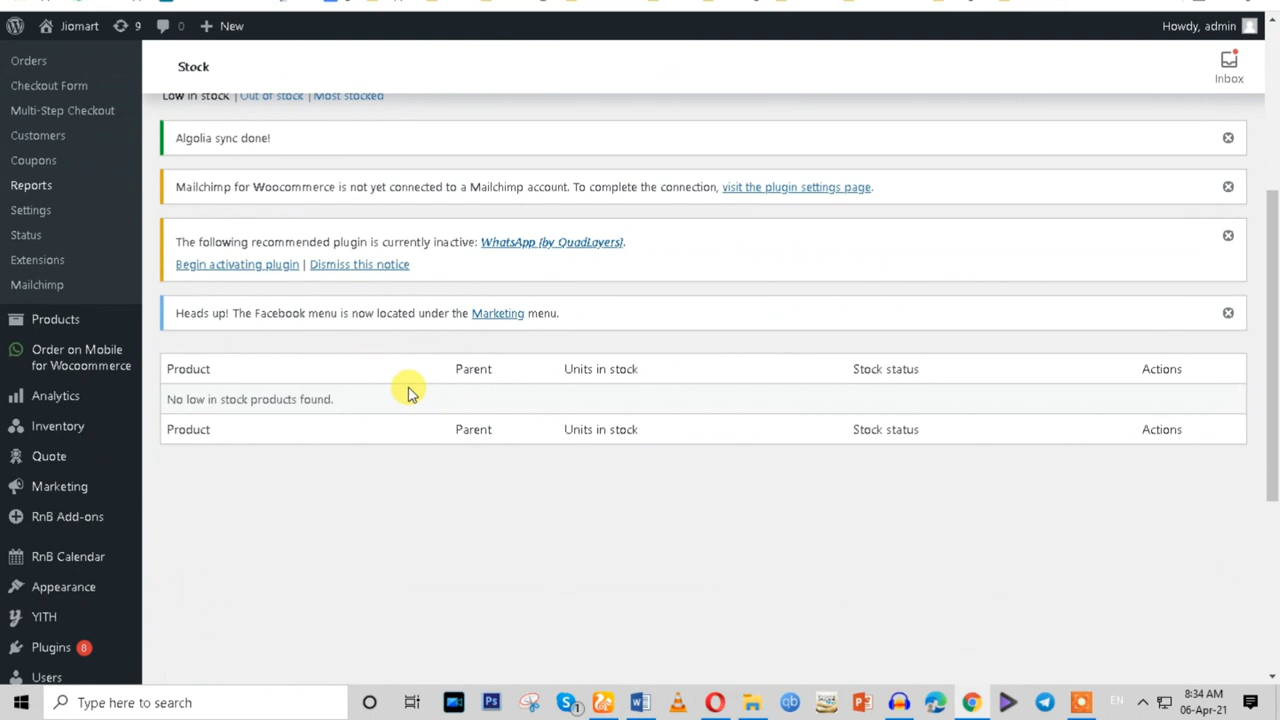 Jiomart 9 0 New Howdy, admin
Orders
Checkout Form
Multi-Step Checkout
Customers
Coupons
Reports
Settings
Status
Extensions
Mailchimp
Products
Order on Mobile
for Wocoommerce
Analytics
Inventory
Quote
Marketing
RnB Add-ons
RnB Calendar
Appearance
YITH
Plugins 8
Users
Stock
Inbox
Low in stock | Out of stock | Most stocked
Algolia sync done!
Mailchimp for Woocommerce is not yet connected to a Mailchimp account. To complete the connection, visit the plugin settings page.
The following recommended plugin is currently inactive: WhatsApp {by QuadLayers}.
Begin activating plugin | Dismiss this notice
Heads up! The Facebook menu is now located under the Marketing menu.
Product Parent Units in stock Stock status Actions
No low in stock products found.
Product Parent Units in stock Stock status Actions
Type here to search
EN
8:34 AM
06-Apr-21